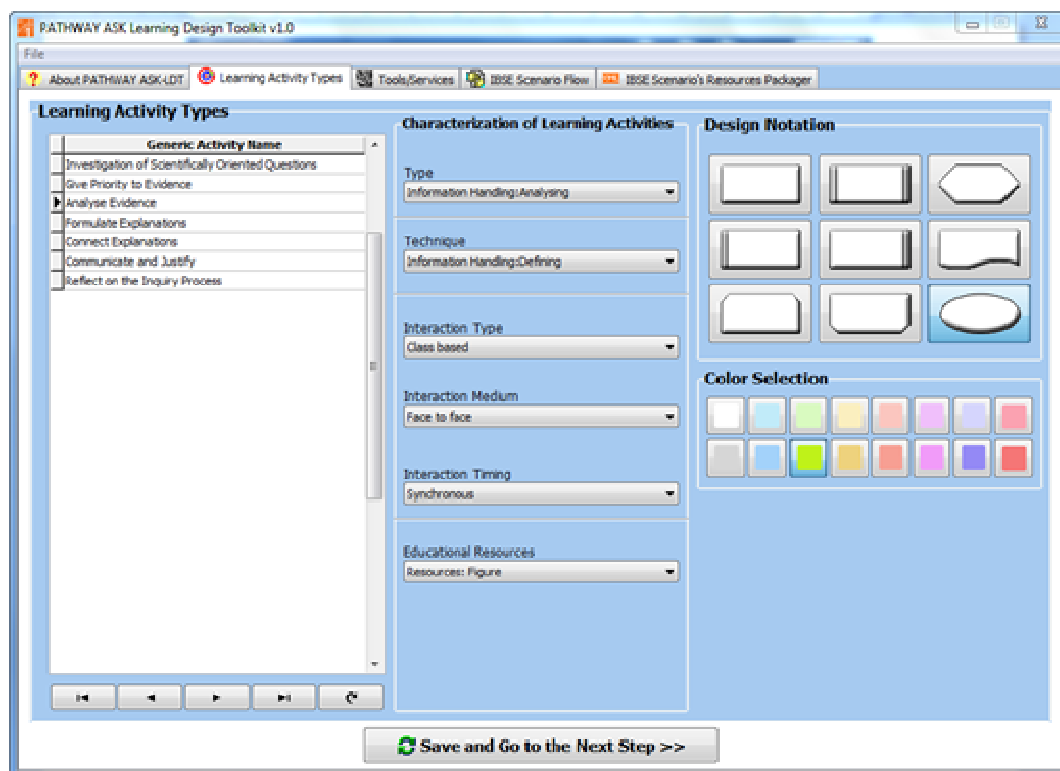 PATHWAY ASK Learning Design Toolkit v1.0
File
? About PATHWAY ASK-LDT Learning Activity Types Tools/Services IBSE Scenario Flow IBSE Scenario's Resources Packager
Learning Activity Types
Generic Activity Name
Investigation of Scientifically Oriented Questions
Give Priority to Evidence
Analyse Evidence
Formulate Explanations
Connect Explanations
Communicate and Justify
Reflect on the Inquiry Process
Characterization of Learning Activities
Type
Information Handling:Analysing
Technique
Information Handling:Defining
Interaction Type
Class based
Interaction Medium
Face to face
Interaction Timing
Synchronous
Educational Resources
Resources: Figure
Design Notation
Color Selection
Save and Go to the Next Step >>